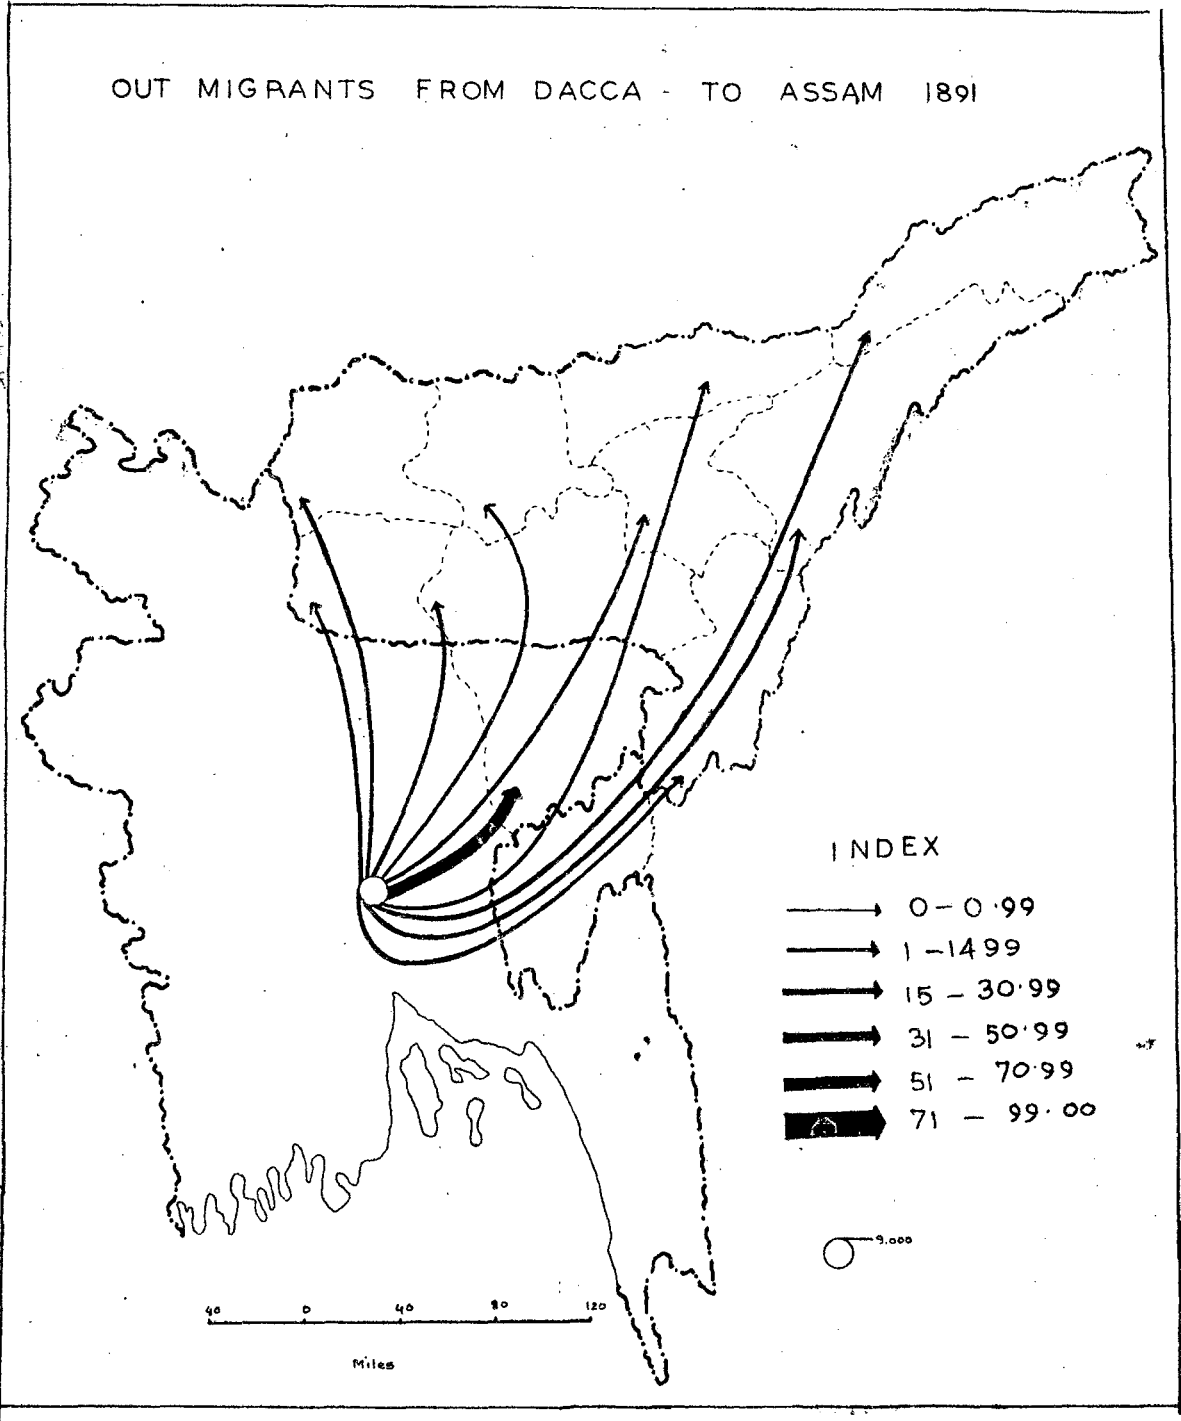 OUT MIGRANTS FROM DACCA - TO ASSAM 1891
INDEX
0 - 0.99
1 - 1499
15 - 30.99
31 - 50.99
51 - 70.99
71 - 99.00
9.000
40 0 40 80 120
Miles